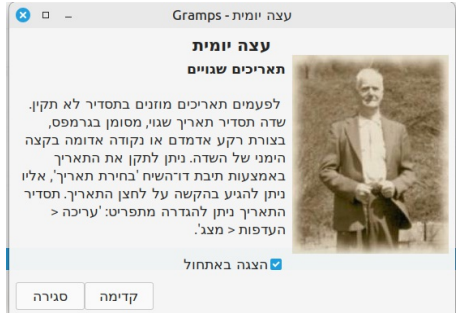 עצה יומית - Gramps
עצה יומית
תאריכים שגויים
לפעמים תאריכים מוזנים בתסדיר לא תקין.
שדה תסדיר תאריך שגוי, מסומן בגרמפס,
בצורת רקע אדמדם או נקודה אדומה בקצה
הימני של השדה. ניתן לתקן את התאריך
באמצעות תיבת דו־השיח 'בחירת תאריך', אליו
ניתן להגיע בהקשה על לחצן התאריך. תסדיר
התאריך ניתן להגדרה מתפריט: 'עריכה >
העדפות > מצג'.
הצגה באתחול
קדימה
סגירה